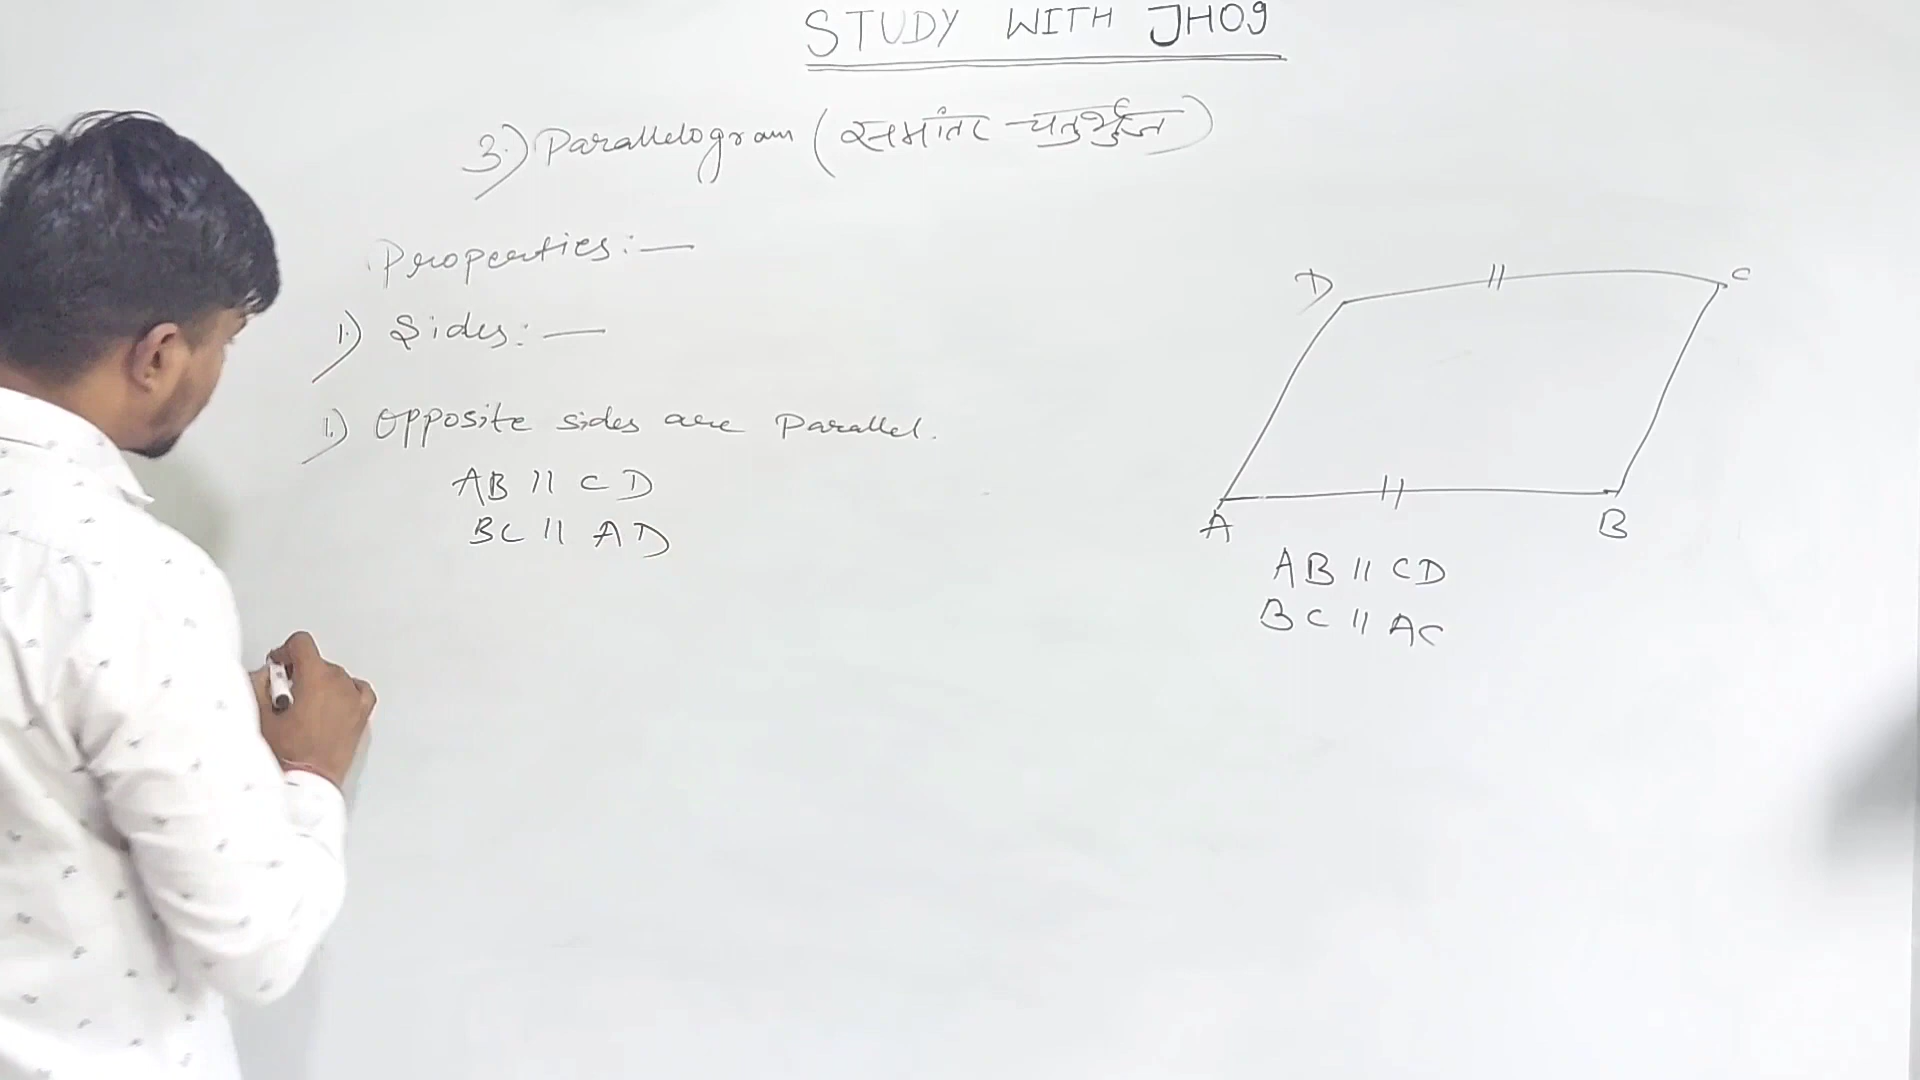 STUDY WITH JH09
3.) Parallelogram (समांतर चतुर्भुज)
Properties:—
1.) Sides:—
1.) Opposite sides are Parallel.
AB || CD
BC || AD
D
C
A
B
AB || CD
BC || AC